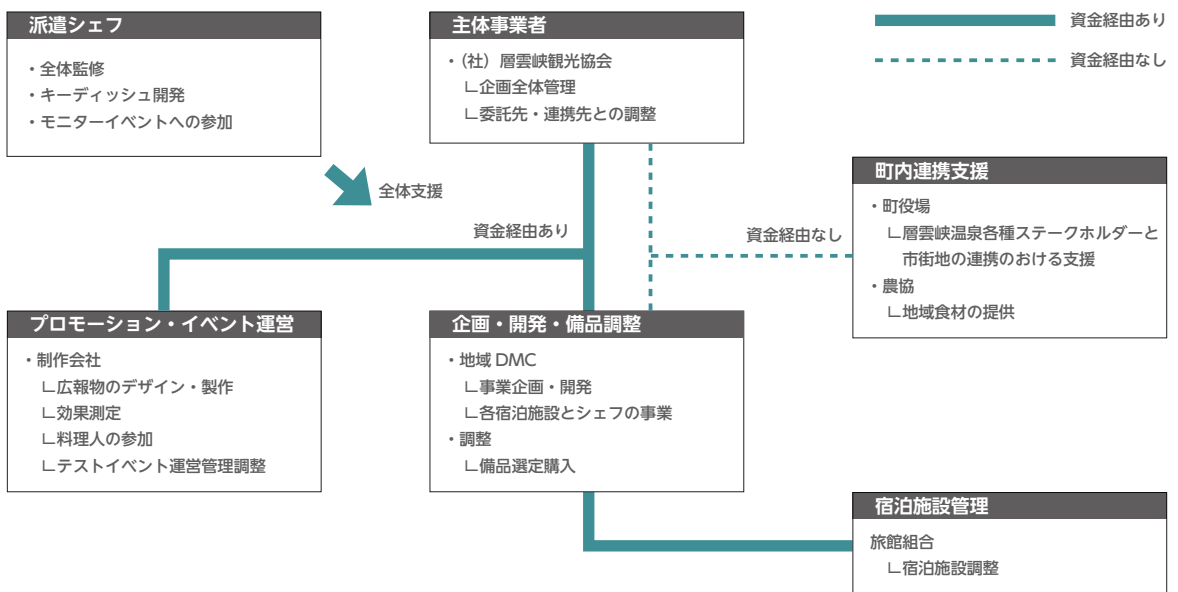 派遣シェフ
・全体監修
・キーディッシュ開発
・モニターイベントへの参加
主体事業者
・(社)層雲峡観光協会
∟企画全体管理
∟委託先・連携先との調整
資金経由あり
資金経由なし
全体支援
資金経由あり
資金経由なし
町内連携支援
・町役場
∟層雲峡温泉各種ステークホルダーと
市街地の連携のおける支援
・農協
∟地域食材の提供
プロモーション・イベント運営
・制作会社
∟広報物のデザイン・製作
∟効果測定
∟料理人の参加
∟テストイベント運営管理調整
企画・開発・備品調整
・地域 DMC
∟事業企画・開発
∟各宿泊施設とシェフの事業
・調整
∟備品選定購入
宿泊施設管理
旅館組合
∟宿泊施設調整